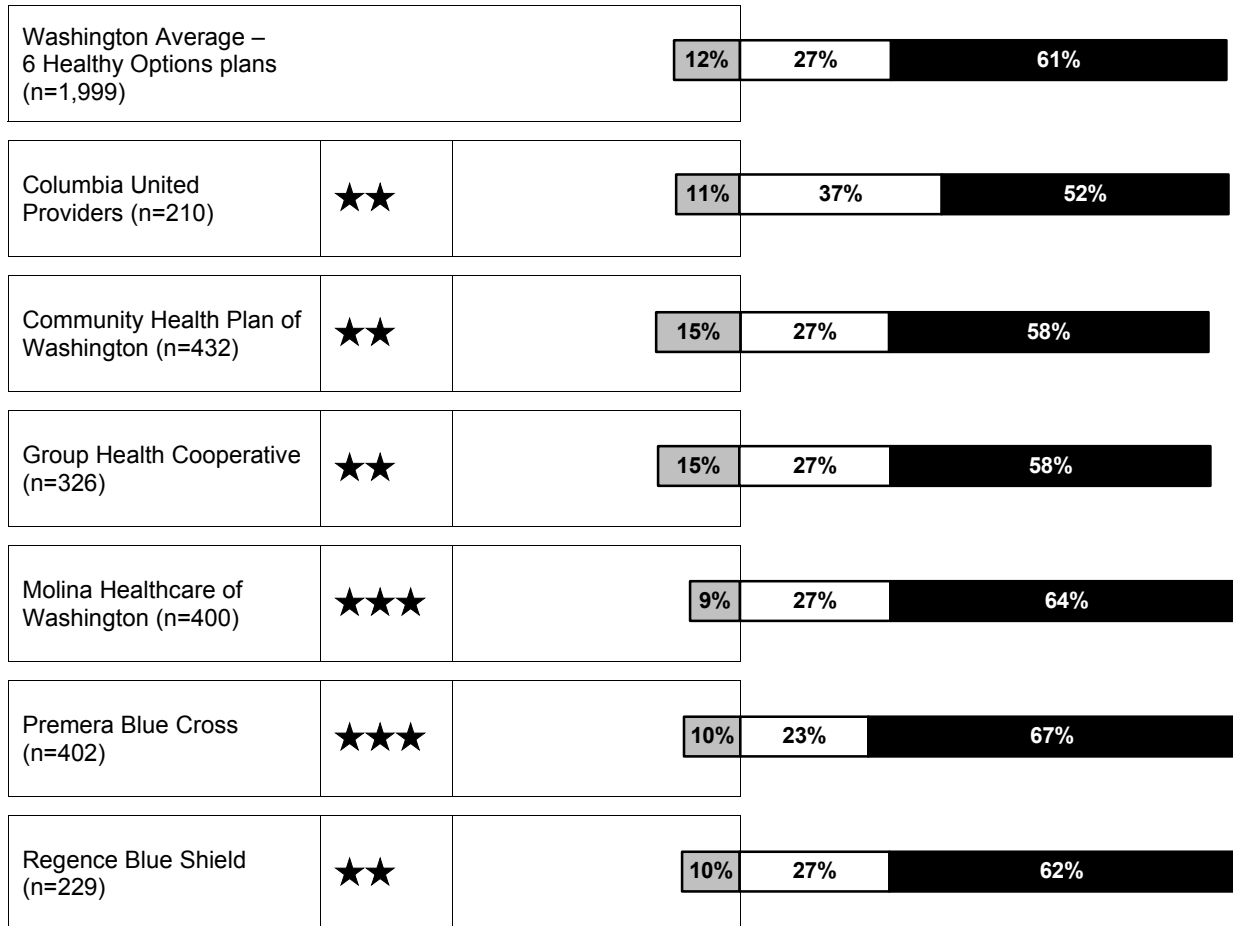 Washington Average –
6 Healthy Options plans
(n=1,999)
12% 27% 61%
Columbia United
Providers (n=210)
★★
11% 37% 52%
Community Health Plan of
Washington (n=432)
★★
15% 27% 58%
Group Health Cooperative
(n=326)
★★
15% 27% 58%
Molina Healthcare of
Washington (n=400)
★★★
9% 27% 64%
Premera Blue Cross
(n=402)
★★★
10% 23% 67%
Regence Blue Shield
(n=229)
★★
10% 27% 62%